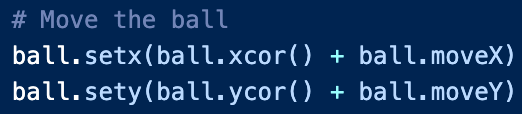 # Move the ball
ball.setx(ball.xcor() + ball.moveX)
ball.sety(ball.ycor() + ball.moveY)